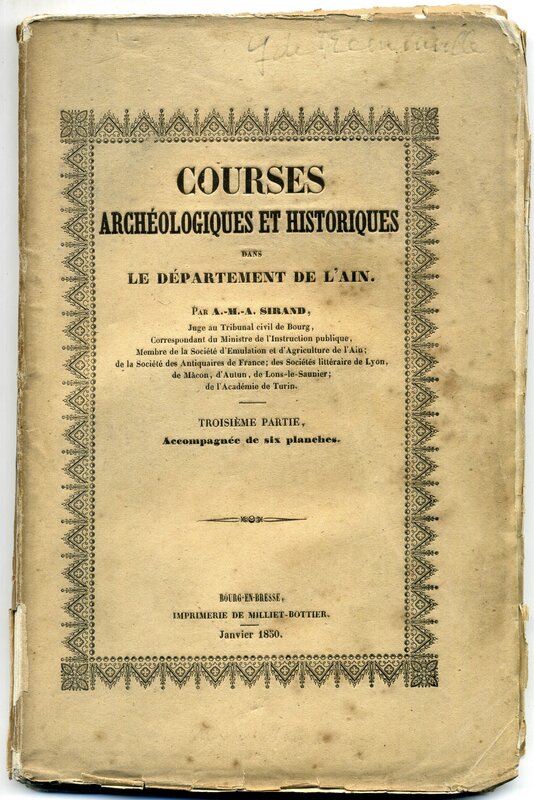 COURSES
ARCHÉOLOGIQUES ET HISTORIQUES
DANS
LE DÉPARTEMENT DE L'AIN.
PAR A.-M.-A. SIRAND,
Juge au Tribunal civil de Bourg,
Correspondant du Ministre de l'Instruction publique,
Membre de la Société d'Emulation et d'Agriculture de l'Ain;
de la Société des Antiquaires de France; des Sociétés littéraire de Lyon,
de Mâcon, d'Autun, de Lons-le-Saunier;
de l'Académie de Turin.
TROISIÈME PARTIE,
Accompagnée de six planches.
BOURG-EN-BRESSE,
IMPRIMERIE DE MILLIET-BOTTIER.
Janvier 1850.